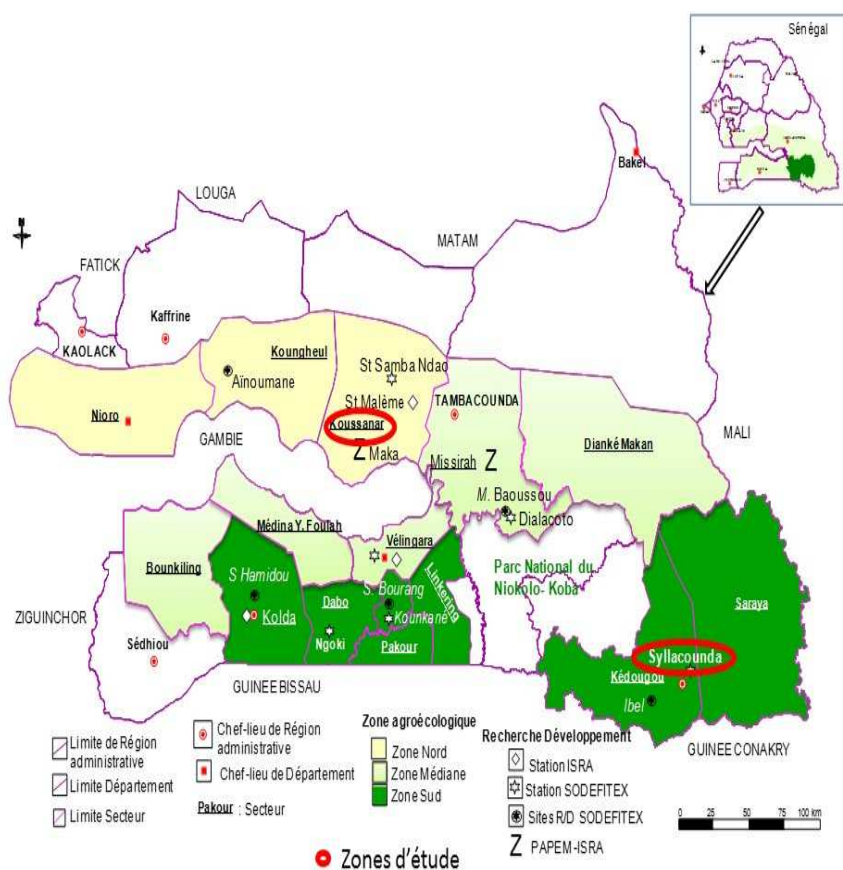 Sénégal
Bakel
LOUGA
N
MATAM
FATICK
Kaffrine
KAOLACK
Koungheul
St Samba Ndao
Aïnoumane
St Malème
TAMBACOUNDA
Nioro
Koussanar
MALI
GAMBIE
Z Maka
Dianké Makan
Missirah Z
M. Baoussou
Dialacoto
Médina Y. Foulah
Vélingara
Bounkiling
Parc National du
Niokolo- Koba
S Hamidou
Dabo
S. Bourang
Linkering
Saraya
ZIGUINCHOR
Kolda
Kounkane
Ngoki
Pakour
Syllacounda
Sédhiou
Kédougou
Ibel
GUINEE BISSAU
GUINEE CONAKRY
Limite de Région
administrative
Limite Département
Limite Secteur
Chef-lieu de Région
administrative
Chef-lieu de Département
Pakour : Secteur
Zone agroécologique
Zone Nord
Zone Médiane
Zone Sud
Recherche Développement
Station ISRA
Station SODEFITEX
Sites R/D SODEFITEX
Z PAPEM-ISRA
0 25 50 75 100 km
Zones d'étude